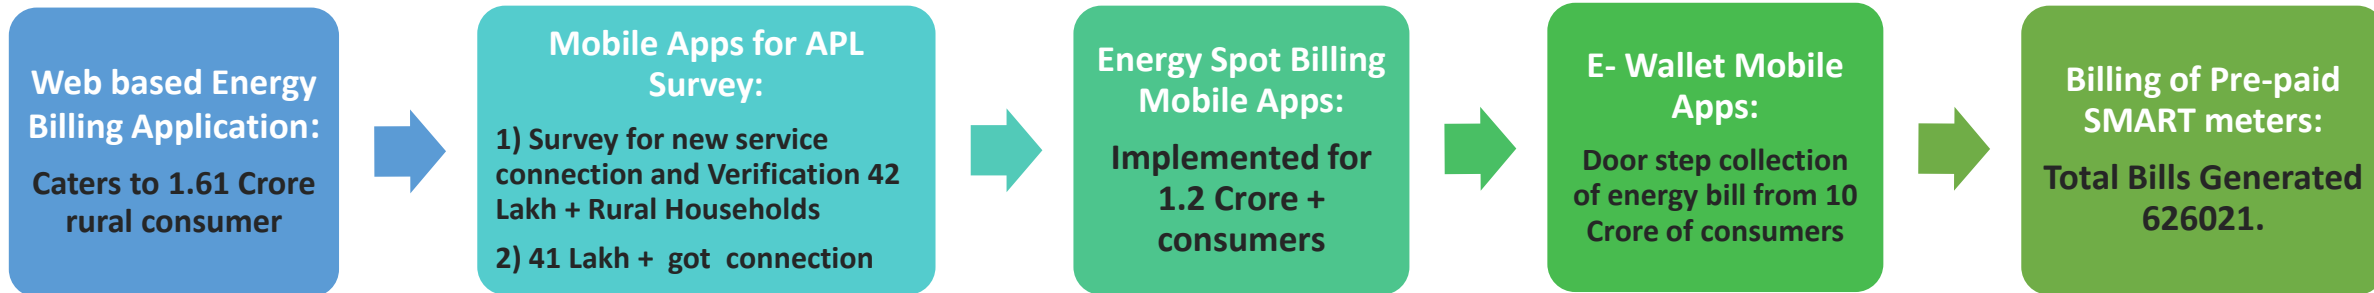 Web based Energy
Billing Application:
Caters to 1.61 Crore
rural consumer
Mobile Apps for APL
Survey:
1) Survey for new service
connection and Verification 42
Lakh + Rural Households
2) 41 Lakh + got connection
Energy Spot Billing
Mobile Apps:
Implemented for
1.2 Crore +
consumers
E- Wallet Mobile
Apps:
Door step collection
of energy bill from 10
Crore of consumers
Billing of Pre-paid
SMART meters:
Total Bills Generated
626021.